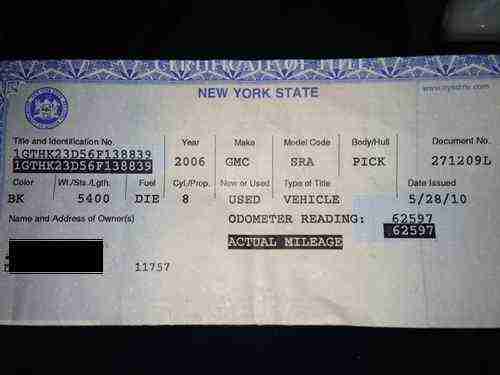 CERTIFICATE OF TITLE
NEW YORK STATE
www.nysdmv.com
Title and Identification No. Year Make Model Code Body/Hull Document No.
1GTHK23D56F138839
1GTHK23D56F138839 2006 GMC SRA PICK 271209L
Color Wt./Sts./Lgth. Fuel Cyl./Prop. New or Used Type of Title Date Issued
BK 5400 DIE 8 USED VEHICLE 5/28/10
Name and Address of Owner(s) ODOMETER READING: 62597
62597
ACTUAL MILEAGE
11757